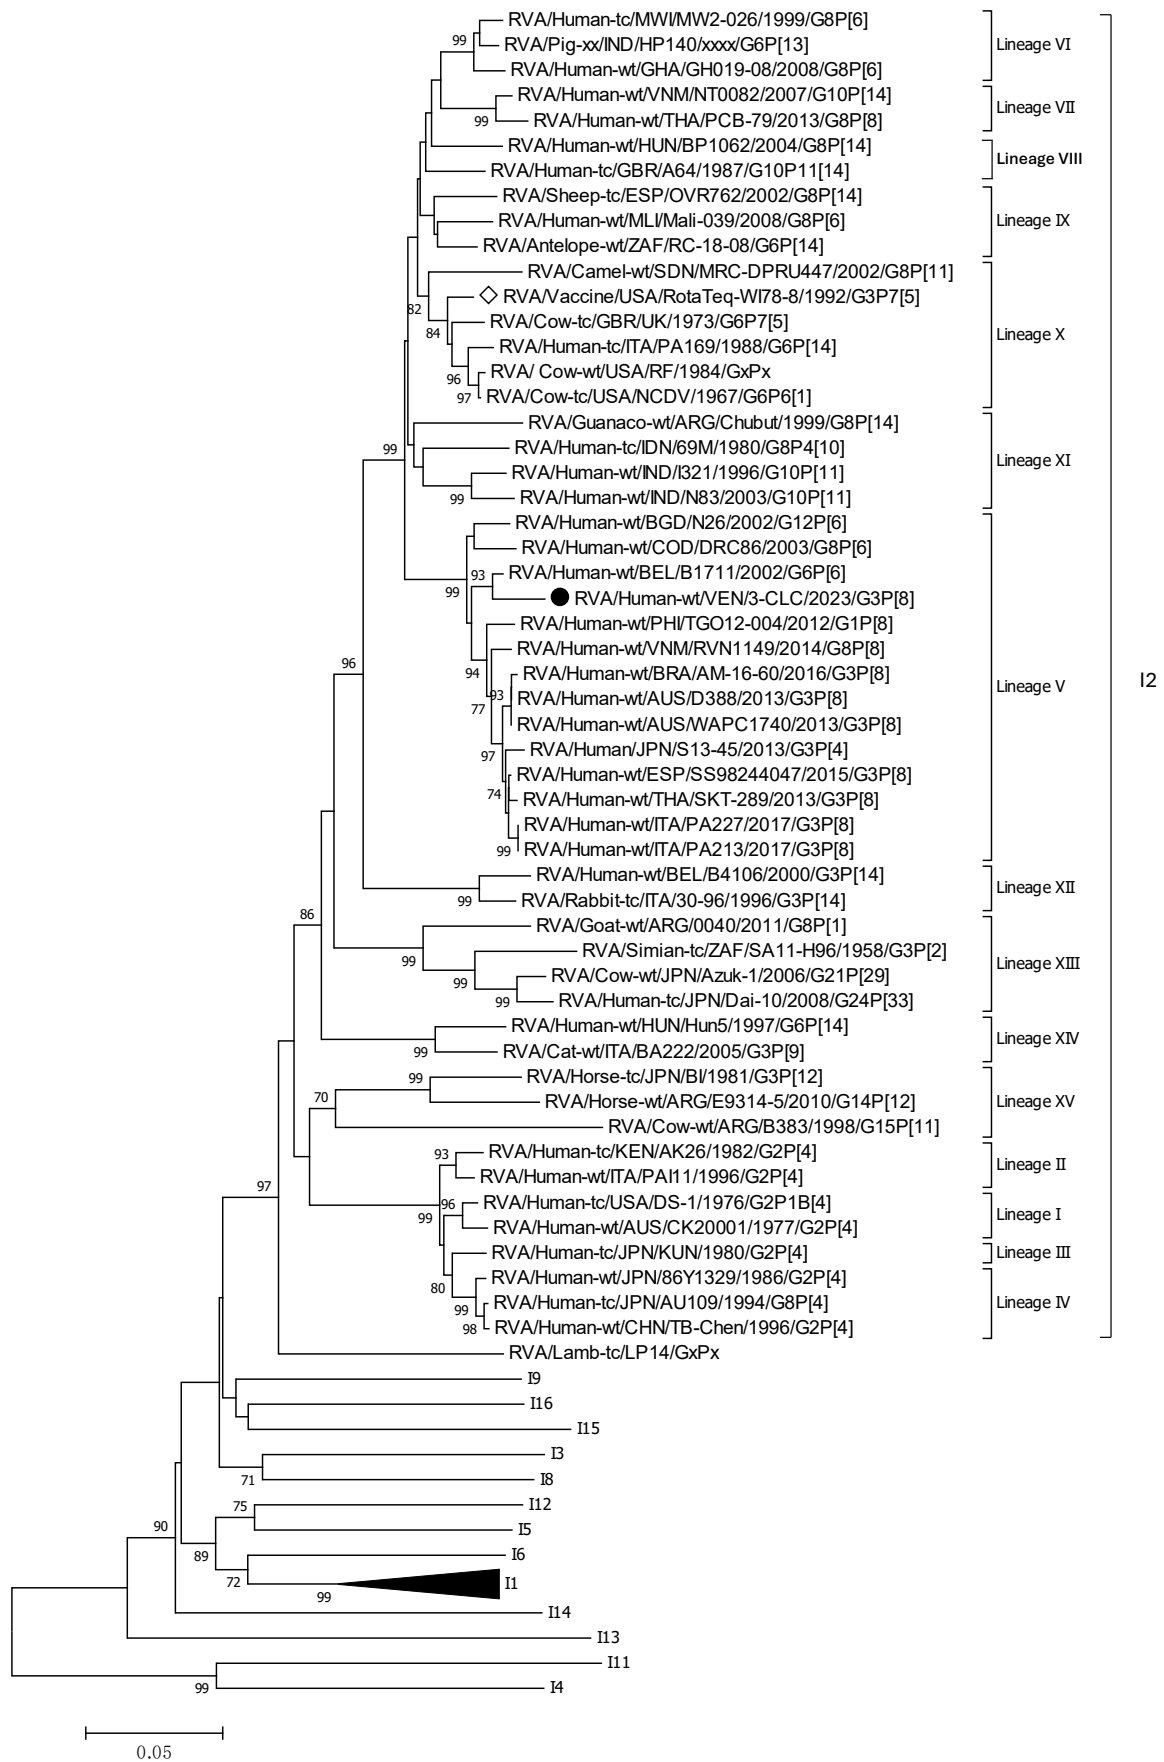 99
RVA/Human-tc/MWI/MW2-026/1999/G8P[6]
RVA/Pig-xx/IND/HP140/xxxx/G6P[13]
RVA/Human-wt/GHA/GH019-08/2008/G8P[6]
Lineage VI
RVA/Human-wt/VNM/NT0082/2007/G10P[14]
99
RVA/Human-wt/THA/PCB-79/2013/G8P[8]
Lineage VII
RVA/Human-wt/HUN/BP1062/2004/G8P[14]
RVA/Human-tc/GBR/A64/1987/G10P11[14]
Lineage VIII
RVA/Sheep-tc/ESP/OVR762/2002/G8P[14]
RVA/Human-wt/MLI/Mali-039/2008/G8P[6]
RVA/Antelope-wt/ZAF/RC-18-08/G6P[14]
Lineage IX
RVA/Camel-wt/SDN/MRC-DPRU447/2002/G8P[11]
82
RVA/Vaccine/USA/RotaTeq-WI78-8/1992/G3P7[5]
84
RVA/Cow-tc/GBR/UK/1973/G6P7[5]
RVA/Human-tc/ITA/PA169/1988/G6P[14]
96
RVA/ Cow-wt/USA/RF/1984/GxPx
97
RVA/Cow-tc/USA/NCDV/1967/G6P6[1]
Lineage X
RVA/Guanaco-wt/ARG/Chubut/1999/G8P[14]
99
RVA/Human-tc/IDN/69M/1980/G8P4[10]
RVA/Human-wt/IND/I321/1996/G10P[11]
99
RVA/Human-wt/IND/N83/2003/G10P[11]
Lineage XI
RVA/Human-wt/BGD/N26/2002/G12P[6]
RVA/Human-wt/COD/DRC86/2003/G8P[6]
93
RVA/Human-wt/BEL/B1711/2002/G6P[6]
99
RVA/Human-wt/VEN/3-CLC/2023/G3P[8]
RVA/Human-wt/PHI/TGO12-004/2012/G1P[8]
RVA/Human-wt/VNM/RVN1149/2014/G8P[8]
94
RVA/Human-wt/BRA/AM-16-60/2016/G3P[8]
93
RVA/Human-wt/AUS/D388/2013/G3P[8]
77
RVA/Human-wt/AUS/WAPC1740/2013/G3P[8]
97
RVA/Human/JPN/S13-45/2013/G3P[4]
RVA/Human-wt/ESP/SS98244047/2015/G3P[8]
74
RVA/Human-wt/THA/SKT-289/2013/G3P[8]
RVA/Human-wt/ITA/PA227/2017/G3P[8]
99
RVA/Human-wt/ITA/PA213/2017/G3P[8]
Lineage V
I2
96
RVA/Human-wt/BEL/B4106/2000/G3P[14]
99
RVA/Rabbit-tc/ITA/30-96/1996/G3P[14]
Lineage XII
86
RVA/Goat-wt/ARG/0040/2011/G8P[1]
99
RVA/Simian-tc/ZAF/SA11-H96/1958/G3P[2]
99
RVA/Cow-wt/JPN/Azuk-1/2006/G21P[29]
99
RVA/Human-tc/JPN/Dai-10/2008/G24P[33]
Lineage XIII
RVA/Human-wt/HUN/Hun5/1997/G6P[14]
99
RVA/Cat-wt/ITA/BA222/2005/G3P[9]
Lineage XIV
99
RVA/Horse-tc/JPN/BI/1981/G3P[12]
70
RVA/Horse-wt/ARG/E9314-5/2010/G14P[12]
RVA/Cow-wt/ARG/B383/1998/G15P[11]
Lineage XV
93
RVA/Human-tc/KEN/AK26/1982/G2P[4]
RVA/Human-wt/ITA/PAI11/1996/G2P[4]
Lineage II
97
96
RVA/Human-tc/USA/DS-1/1976/G2P1B[4]
99
RVA/Human-wt/AUS/CK20001/1977/G2P[4]
Lineage I
RVA/Human-tc/JPN/KUN/1980/G2P[4]
Lineage III
80
RVA/Human-wt/JPN/86Y1329/1986/G2P[4]
99
RVA/Human-tc/JPN/AU109/1994/G8P[4]
98
RVA/Human-wt/CHN/TB-Chen/1996/G2P[4]
Lineage IV
RVA/Lamb-tc/LP14/GxPx
I9
I16
I15
I3
71
I8
75
I12
90
I5
89
I6
72
I1
99
I14
I13
I11
99
I4
0.05